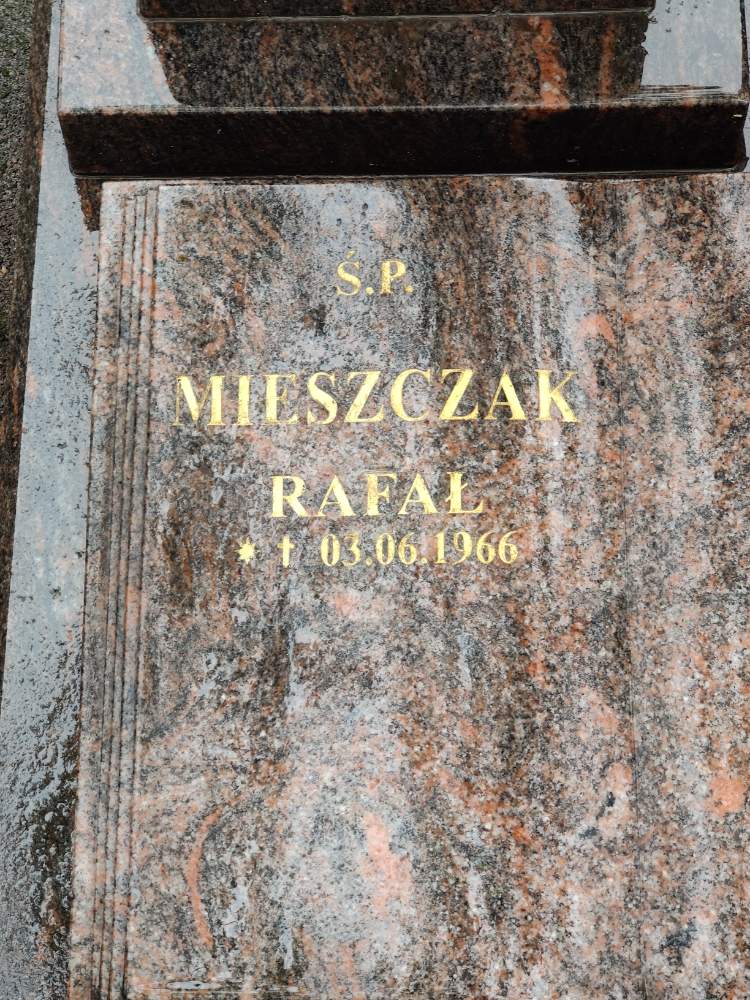 Ś.P.
MIESZCZAK
RAFAŁ
* † 03.06.1966